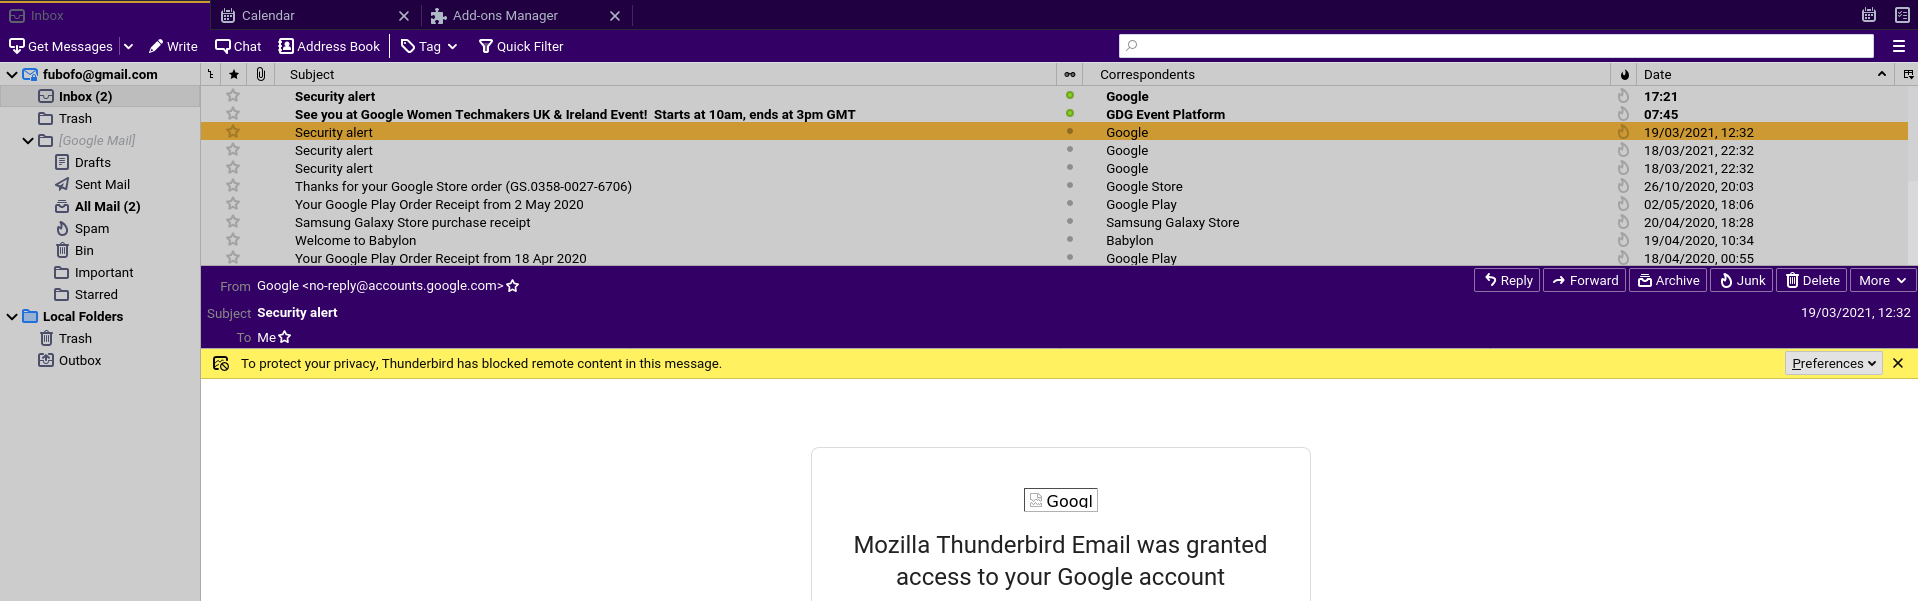 Inbox
Calendar
Add-ons Manager
Get Messages
Write
Chat
Address Book
Tag
Quick Filter
fubofo@gmail.com
Inbox (2)
Trash
[Google Mail]
Drafts
Sent Mail
All Mail (2)
Spam
Bin
Important
Starred
Local Folders
Trash
Outbox
Subject Correspondents Date
Security alert Google 17:21
See you at Google Women Techmakers UK & Ireland Event! Starts at 10am, ends at 3pm GMT GDG Event Platform 07:45
Security alert Google 19/03/2021, 12:32
Security alert Google 18/03/2021, 22:32
Security alert Google 18/03/2021, 22:32
Thanks for your Google Store order (GS.0358-0027-6706) Google Store 26/10/2020, 20:03
Your Google Play Order Receipt from 2 May 2020 Google Play 02/05/2020, 18:06
Samsung Galaxy Store purchase receipt Samsung Galaxy Store 20/04/2020, 18:28
Welcome to Babylon Babylon 19/04/2020, 10:34
Your Google Play Order Receipt from 18 Apr 2020 Google Play 18/04/2020, 00:55
From Google <no-reply@accounts.google.com>
Reply Forward Archive Junk Delete More
Subject Security alert 19/03/2021, 12:32
To Me
To protect your privacy, Thunderbird has blocked remote content in this message. Preferences
Googl
Mozilla Thunderbird Email was granted
access to your Google account